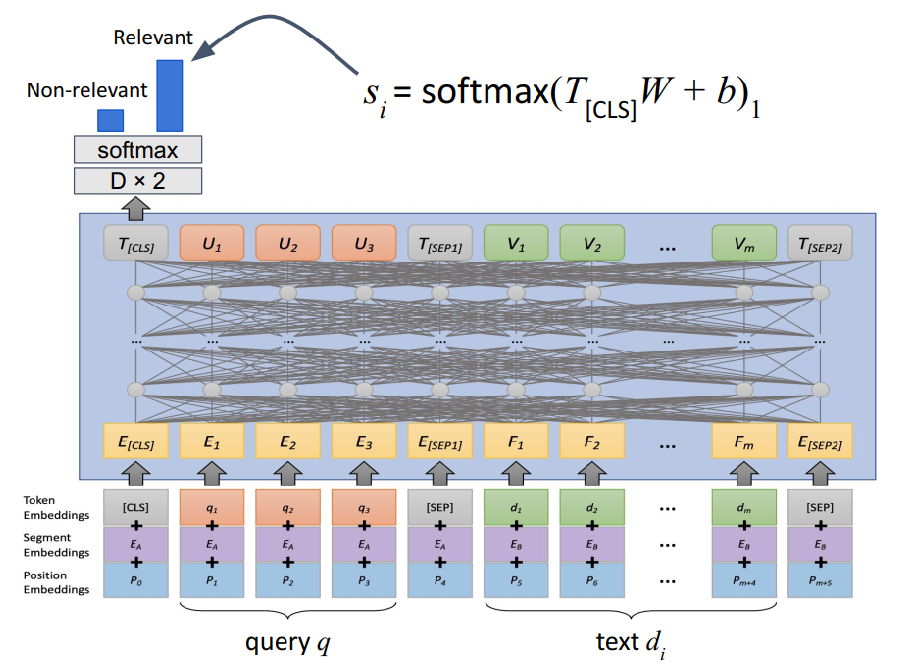 Relevant
Non-relevant
s_i = softmax(T_[CLS]W + b)_1
softmax
D × 2
T_[CLS] U_1 U_2 U_3 T_[SEP1] V_1 V_2 ... V_m T_[SEP2]
... ... ... ... ... ... ... ... ... ...
E_[CLS] E_1 E_2 E_3 E_[SEP1] F_1 F_2 ... F_m E_[SEP2]
Token Embeddings [CLS] q_1 q_2 q_3 [SEP] d_1 d_2 ... d_m [SEP]
+ + + + + + + + +
Segment Embeddings E_A E_A E_A E_A E_A E_B E_B ... E_B E_B
+ + + + + + + + +
Position Embeddings P_0 P_1 P_2 P_3 P_4 P_5 P_6 ... P_m+4 P_m+5
query q text d_i